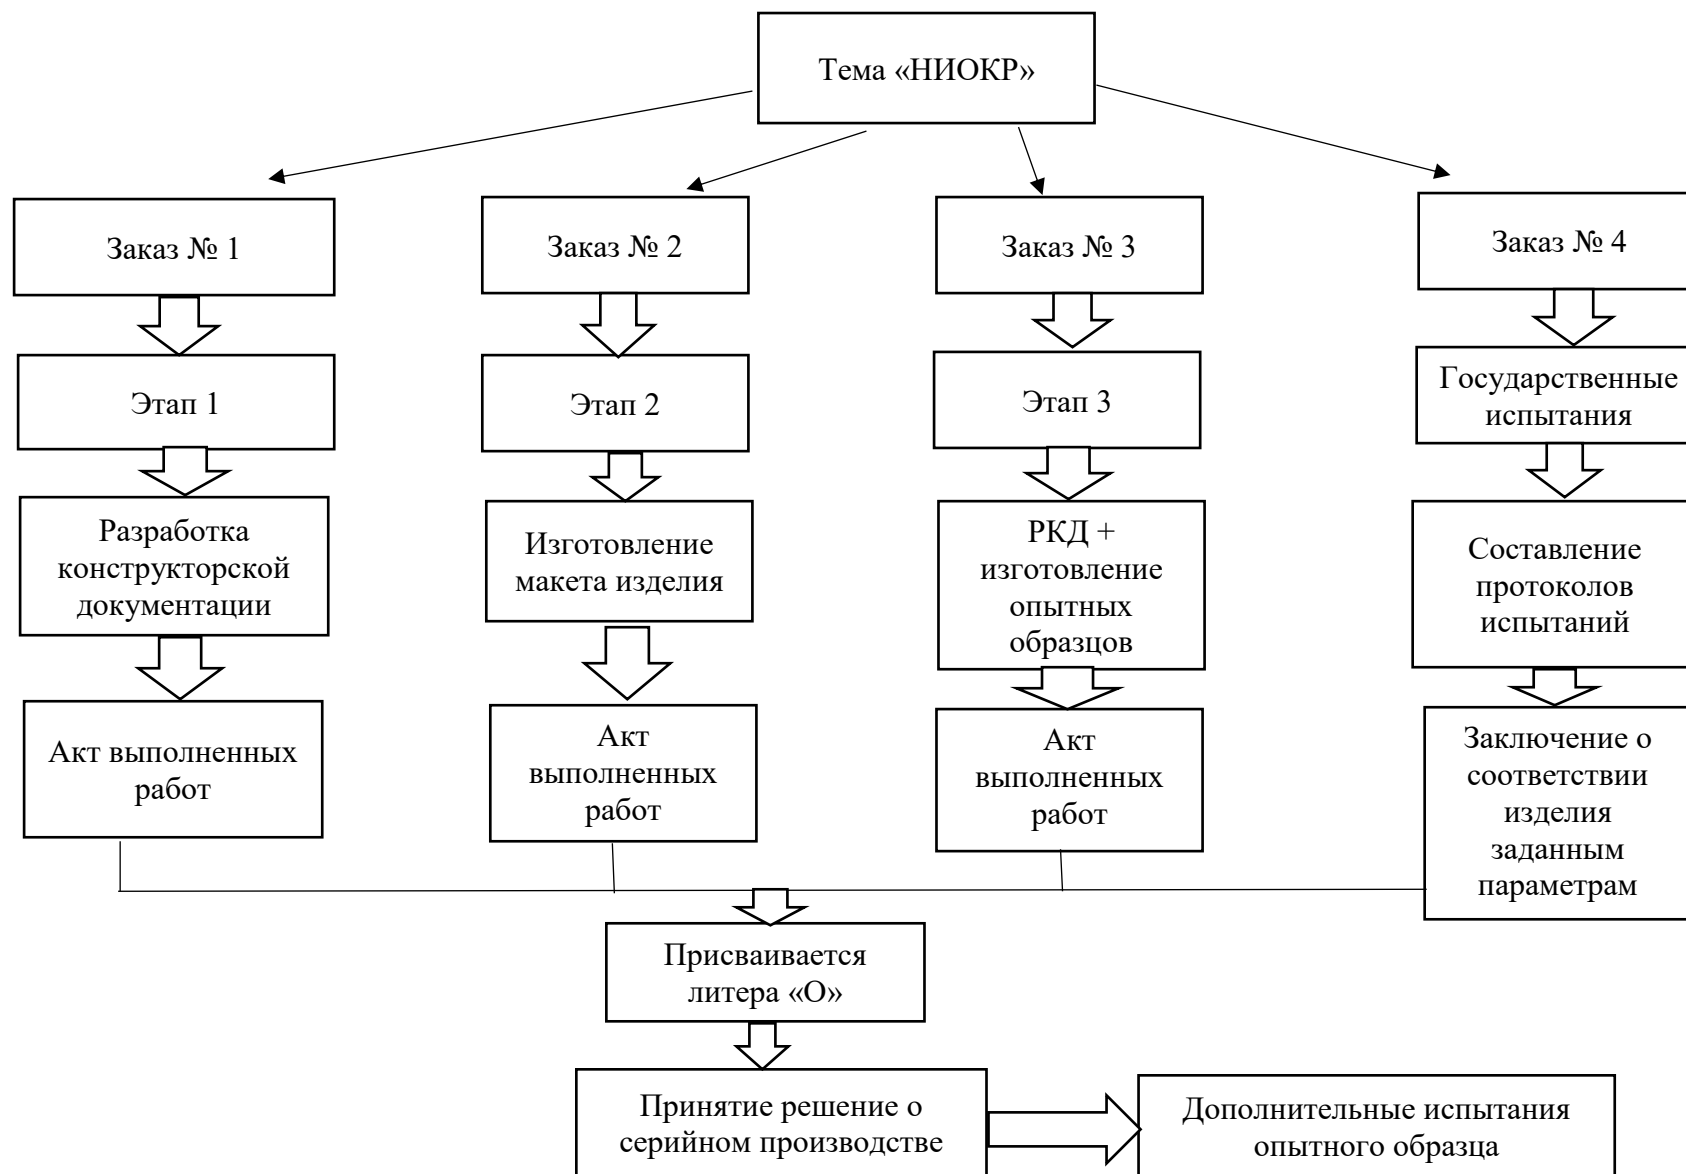 Тема «НИОКР»
Заказ № 1
Заказ № 2
Заказ № 3
Заказ № 4
Этап 1
Этап 2
Этап 3
Государственные
испытания
Разработка
конструкторской
документации
Изготовление
макета изделия
РКД +
изготовление
опытных
образцов
Составление
протоколов
испытаний
Акт выполненных
работ
Акт
выполненных
работ
Акт
выполненных
работ
Заключение о
соответствии
изделия
заданным
параметрам
Присваивается
литера «О»
Принятие решение о
серийном производстве
Дополнительные испытания
опытного образца